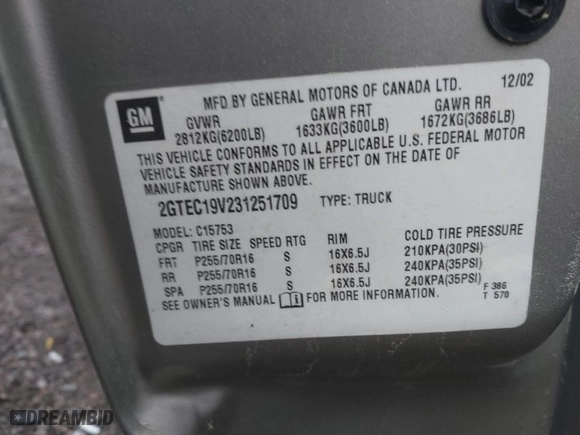 GM
MFD BY GENERAL MOTORS OF CANADA LTD. 12/02
GVWR GAWR FRT GAWR RR
2812KG(6200LB) 1633KG(3600LB) 1672KG(3686LB)
THIS VEHICLE CONFORMS TO ALL APPLICABLE U.S. FEDERAL MOTOR
VEHICLE SAFETY STANDARDS IN EFFECT ON THE DATE OF
MANUFACTURE SHOWN ABOVE.
2GTEC19V231251709 TYPE: TRUCK
MODEL: C15753
CPGR TIRE SIZE SPEED RTG RIM COLD TIRE PRESSURE
FRT P255/70R16 S 16X6.5J 210KPA(30PSI)
RR P255/70R16 S 16X6.5J 240KPA(35PSI)
SPA P255/70R16 S 16X6.5J 240KPA(35PSI)
SEE OWNER'S MANUAL FOR MORE INFORMATION. F 386
T 570
DREAMBID